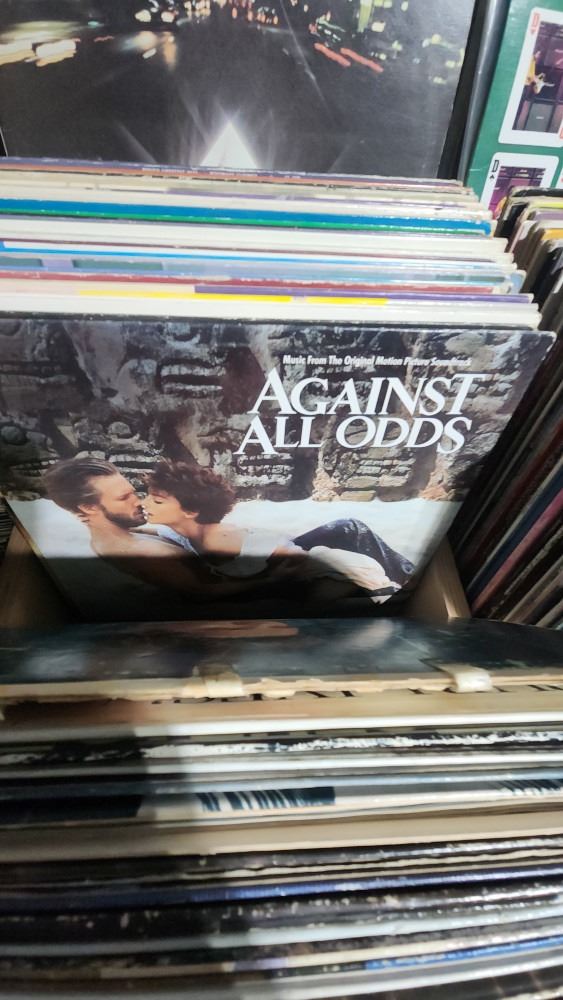 Music From The Original Motion Picture Soundtrack
AGAINST
ALL ODDS
D
D